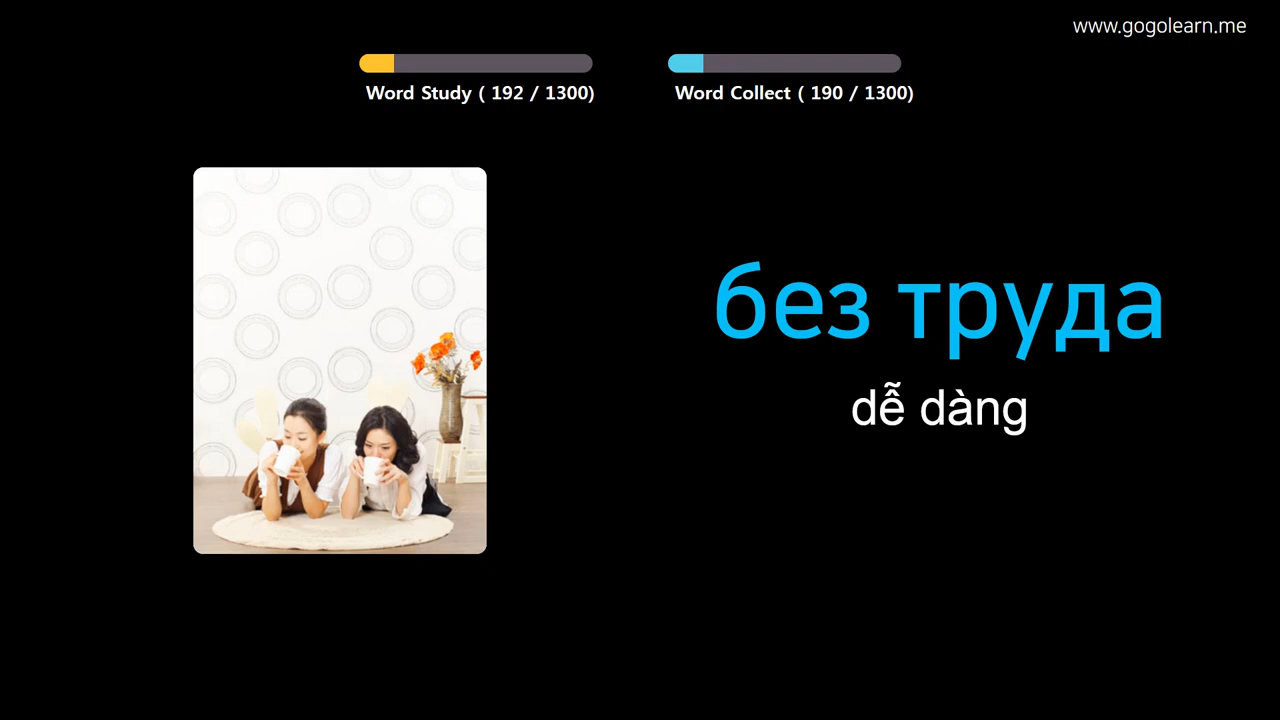 www.gogolearn.me
Word Study ( 192 / 1300)
Word Collect ( 190 / 1300)
без труда
dễ dàng